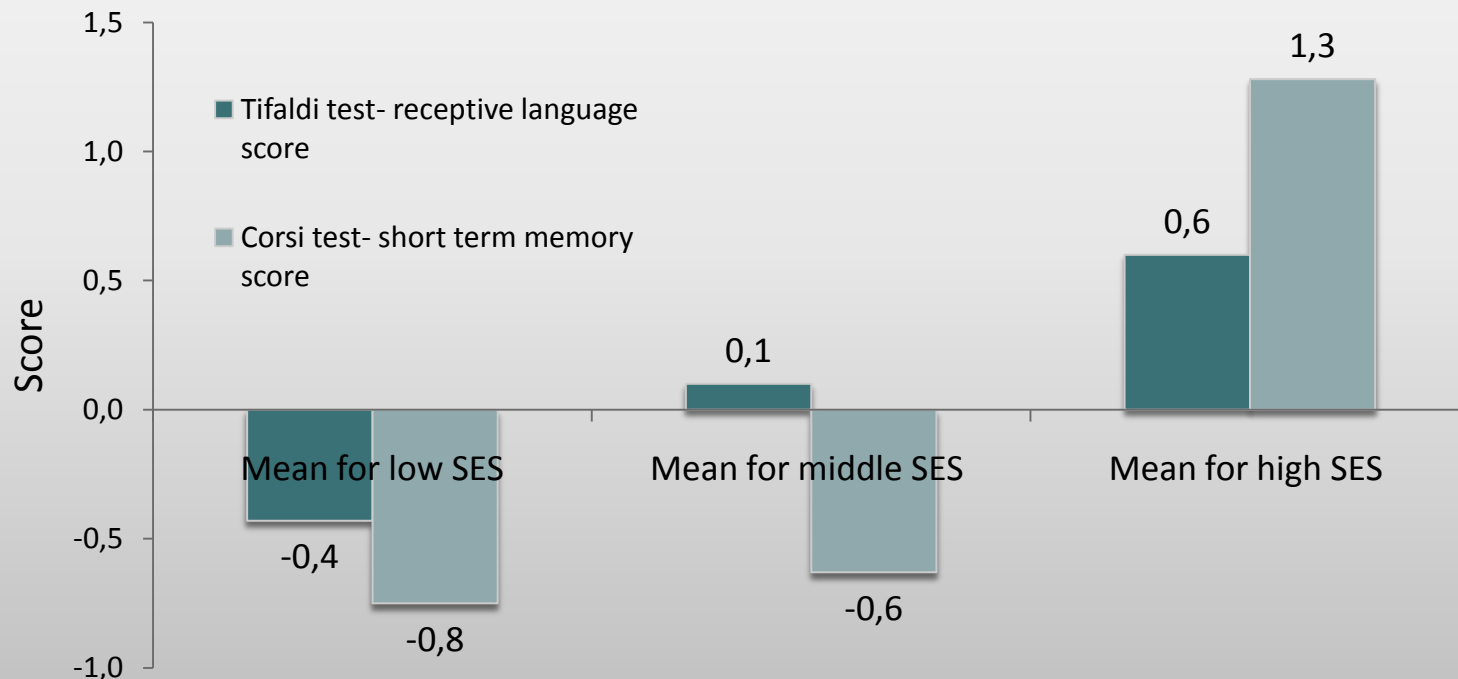 1,5
1,3
Tifaldi test- receptive language
score
1,0
0,6
Corsi test- short term memory
score
0,5
Score
0,1
0,0
Mean for low SES
Mean for middle SES
Mean for high SES
-0,5
-0,4
-0,6
-0,8
-1,0